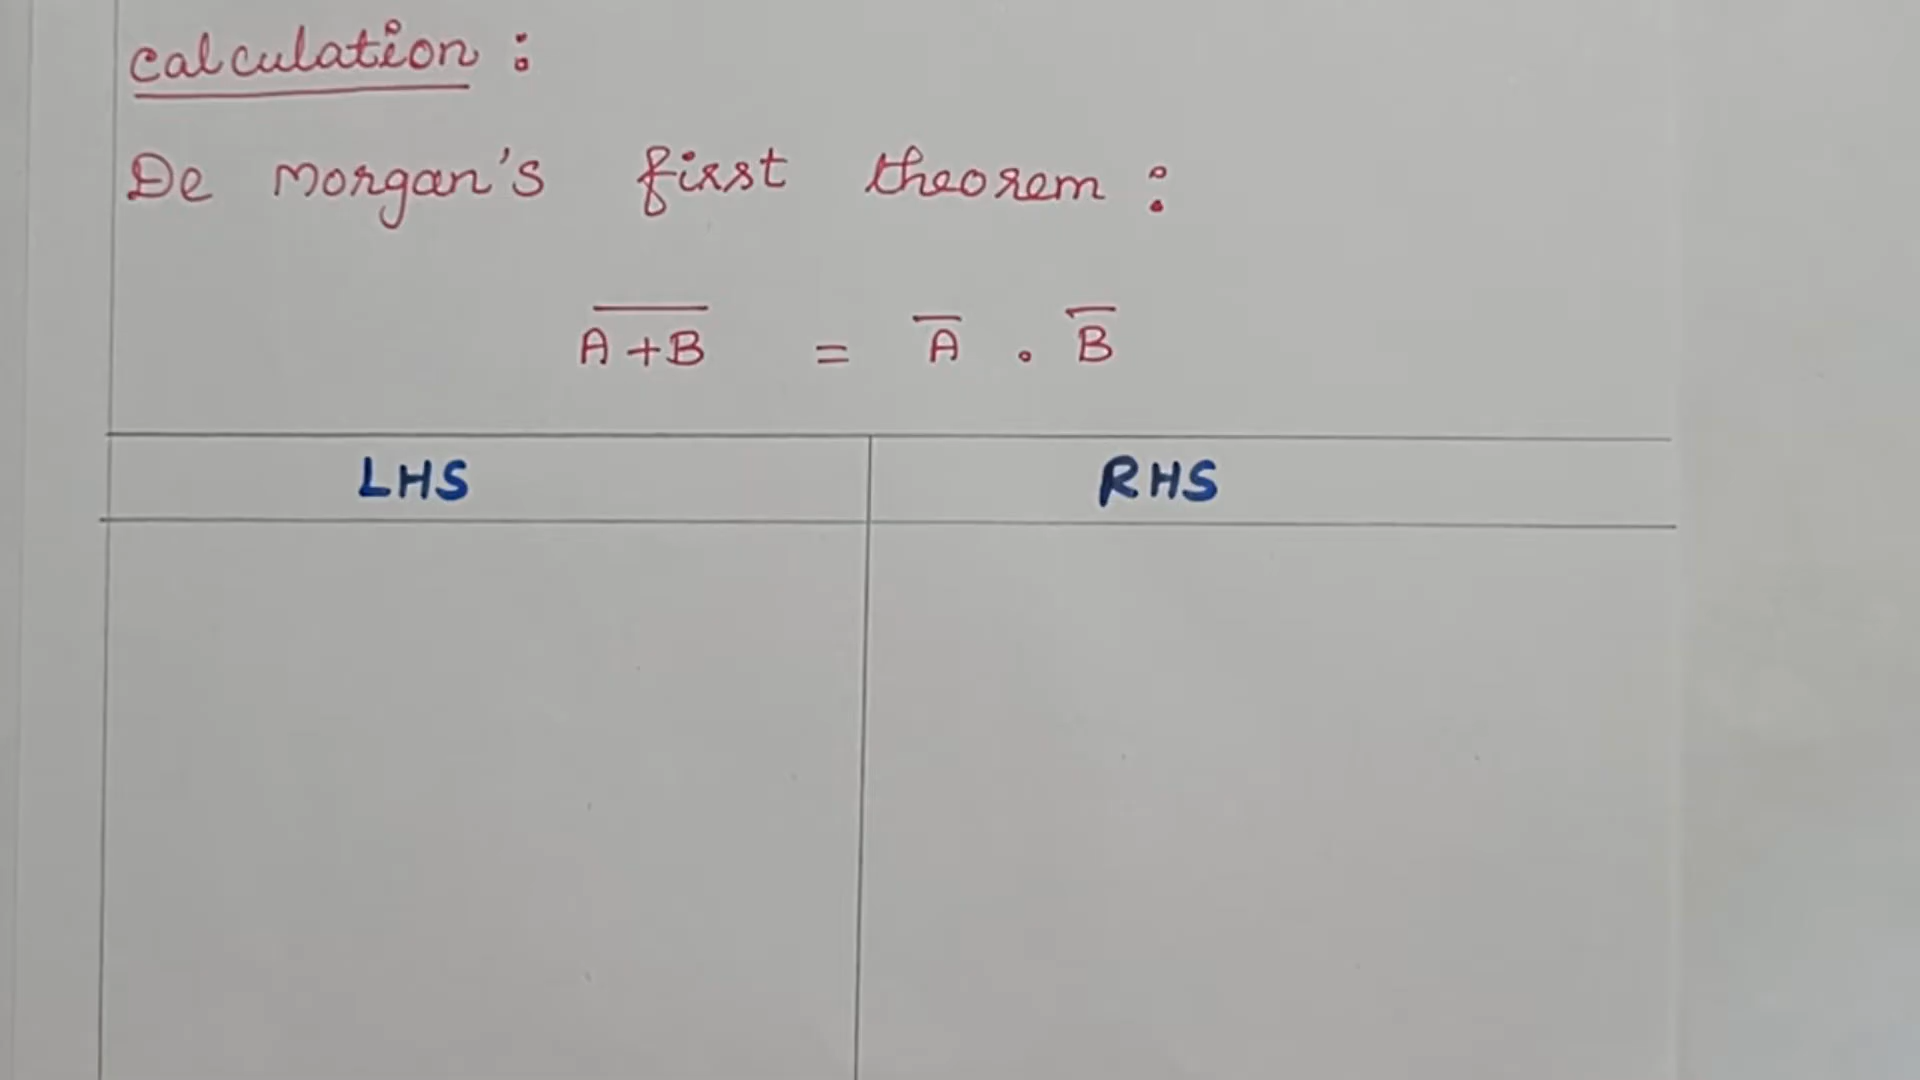 calculation :
De morgan's first theorem :
A̅ ̅+̅ ̅B̅ = A̅ . B̅
LHS
RHS